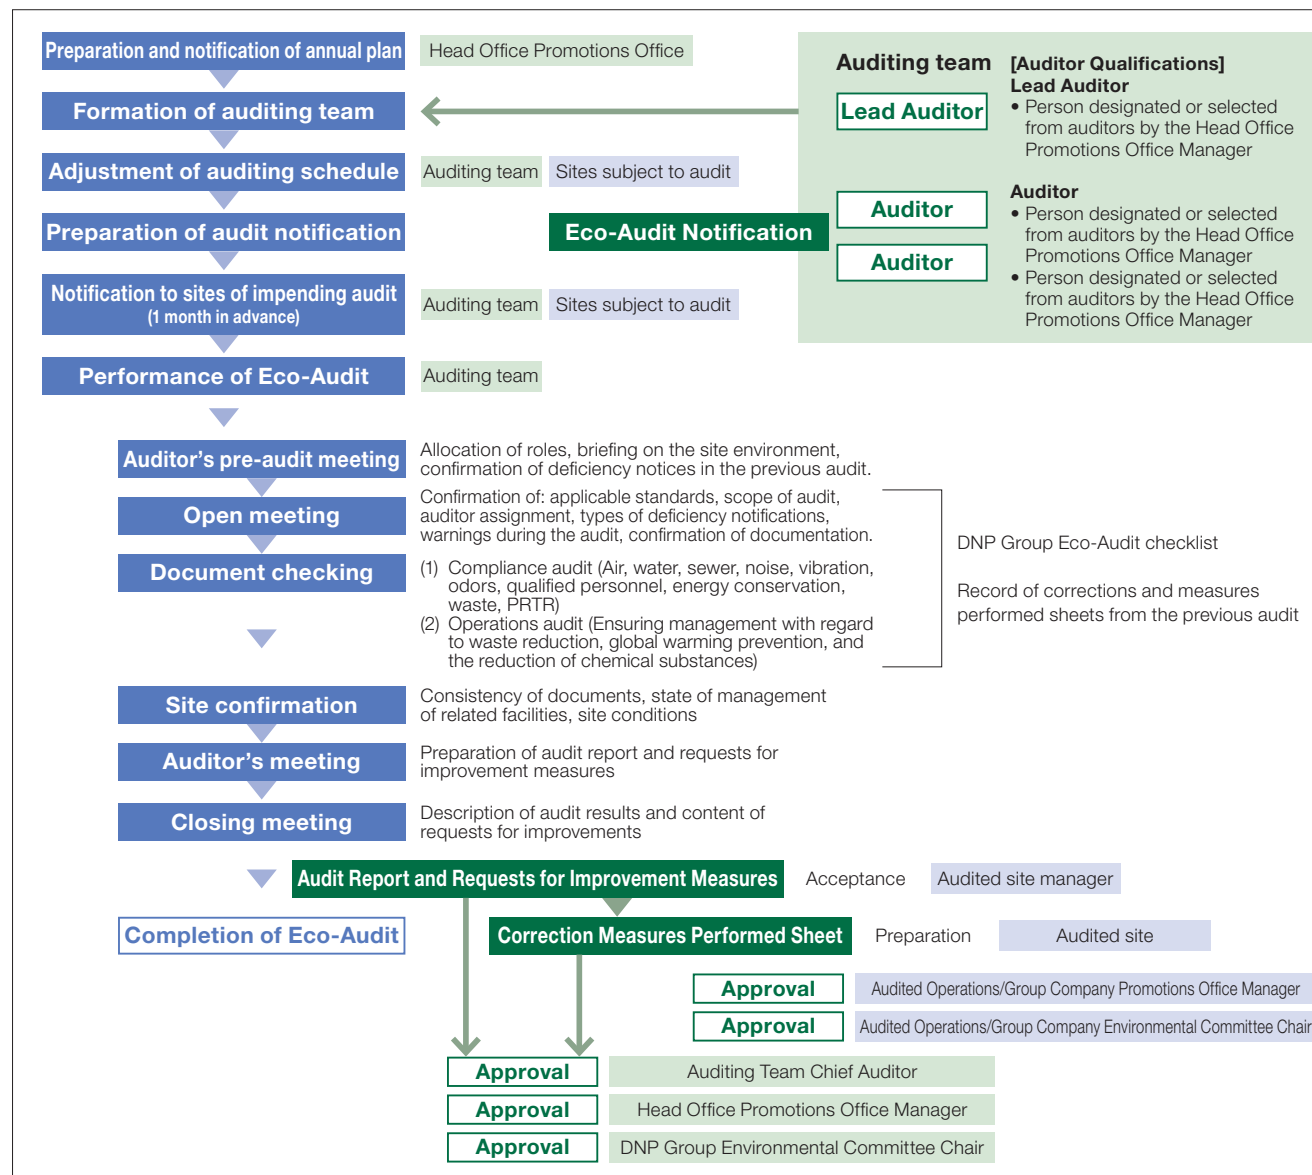 Preparation and notification of annual plan
Head Office Promotions Office
Formation of auditing team
Adjustment of auditing schedule
Auditing team
Sites subject to audit
Preparation of audit notification
Eco-Audit Notification
Notification to sites of impending audit
(1 month in advance)
Auditing team
Sites subject to audit
Performance of Eco-Audit
Auditing team
Auditing team
Lead Auditor
Auditor
Auditor
[Auditor Qualifications]
Lead Auditor
• Person designated or selected
from auditors by the Head Office
Promotions Office Manager
Auditor
• Person designated or selected
from auditors by the Head Office
Promotions Office Manager
• Person designated or selected
from auditors by the Head Office
Promotions Office Manager
Auditor's pre-audit meeting
Allocation of roles, briefing on the site environment,
confirmation of deficiency notices in the previous audit.
Open meeting
Confirmation of: applicable standards, scope of audit,
auditor assignment, types of deficiency notifications,
warnings during the audit, confirmation of documentation.
Document checking
(1) Compliance audit (Air, water, sewer, noise, vibration,
odors, qualified personnel, energy conservation,
waste, PRTR)
(2) Operations audit (Ensuring management with regard
to waste reduction, global warming prevention, and
the reduction of chemical substances)
DNP Group Eco-Audit checklist
Record of corrections and measures
performed sheets from the previous audit
Site confirmation
Consistency of documents, state of management
of related facilities, site conditions
Auditor's meeting
Preparation of audit report and requests for
improvement measures
Closing meeting
Description of audit results and content of
requests for improvements
Audit Report and Requests for Improvement Measures
Acceptance
Audited site manager
Completion of Eco-Audit
Correction Measures Performed Sheet
Preparation
Audited site
Approval
Audited Operations/Group Company Promotions Office Manager
Approval
Audited Operations/Group Company Environmental Committee Chair
Approval
Auditing Team Chief Auditor
Approval
Head Office Promotions Office Manager
Approval
DNP Group Environmental Committee Chair